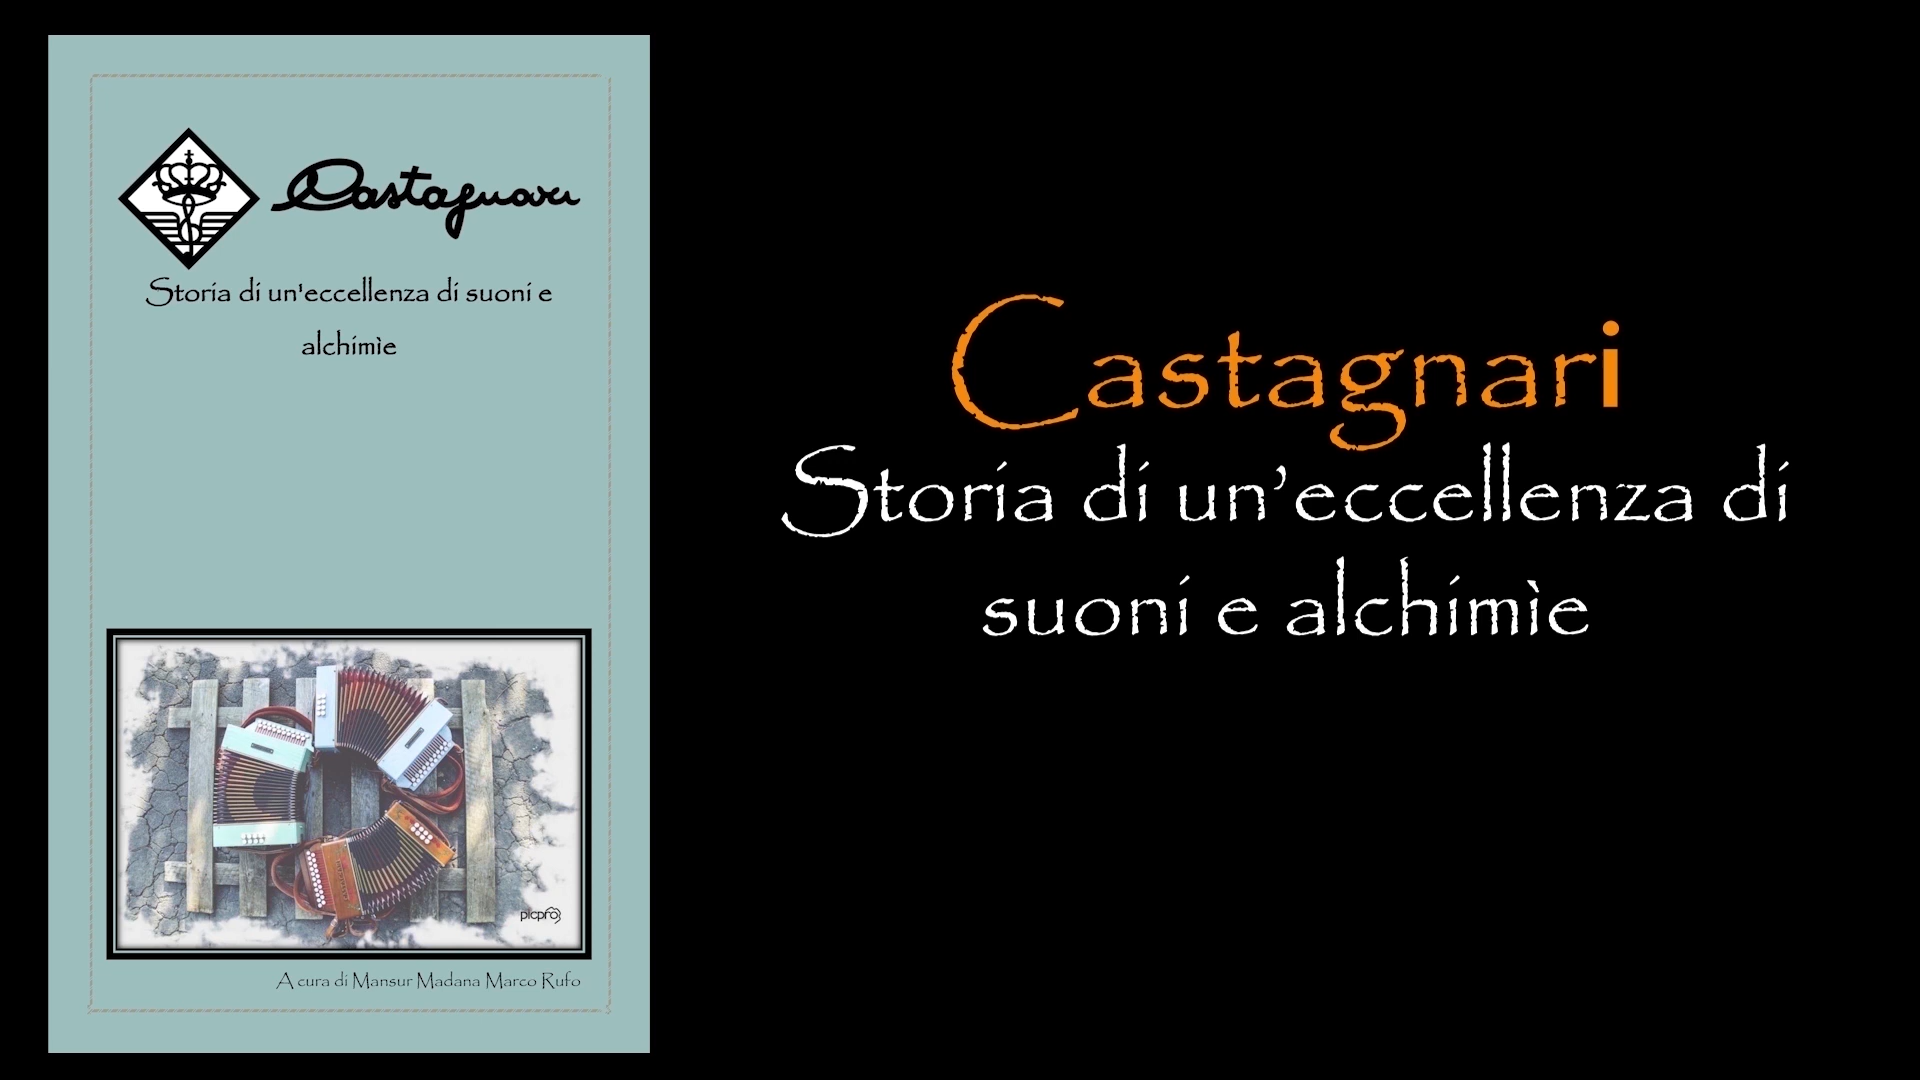 Castagnari
Storia di un'eccellenza di suoni e
alchimìe
picpro
A cura di Mansur Madana Marco Rufo
Castagnari
Storia di un’eccellenza di
suoni e alchimìe